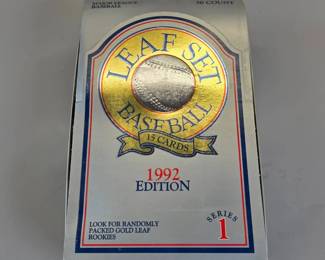 MAJOR LEAGUE
BASEBALL
36 COUNT
LEAF SET
BASEBALL
15 CARDS
1992
EDITION
LOOK FOR RANDOMLY
PACKED GOLD LEAF
ROOKIES
SERIES
1